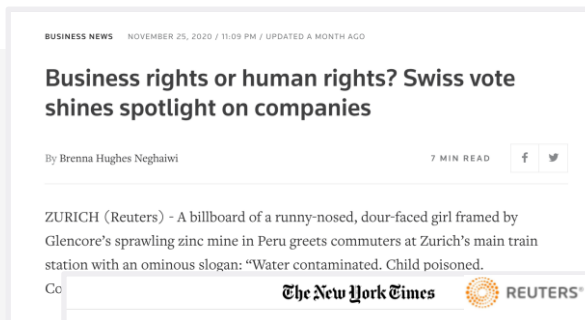 BUSINESS NEWS NOVEMBER 25, 2020 / 11:09 PM / UPDATED A MONTH AGO
Business rights or human rights? Swiss vote
shines spotlight on companies
By Brenna Hughes Neghaiwi 7 MIN READ
ZURICH (Reuters) - A billboard of a runny-nosed, dour-faced girl framed by
Glencore’s sprawling zinc mine in Peru greets commuters at Zurich’s main train
station with an ominous slogan: “Water contaminated. Child poisoned.
Co
The New York Times REUTERS®